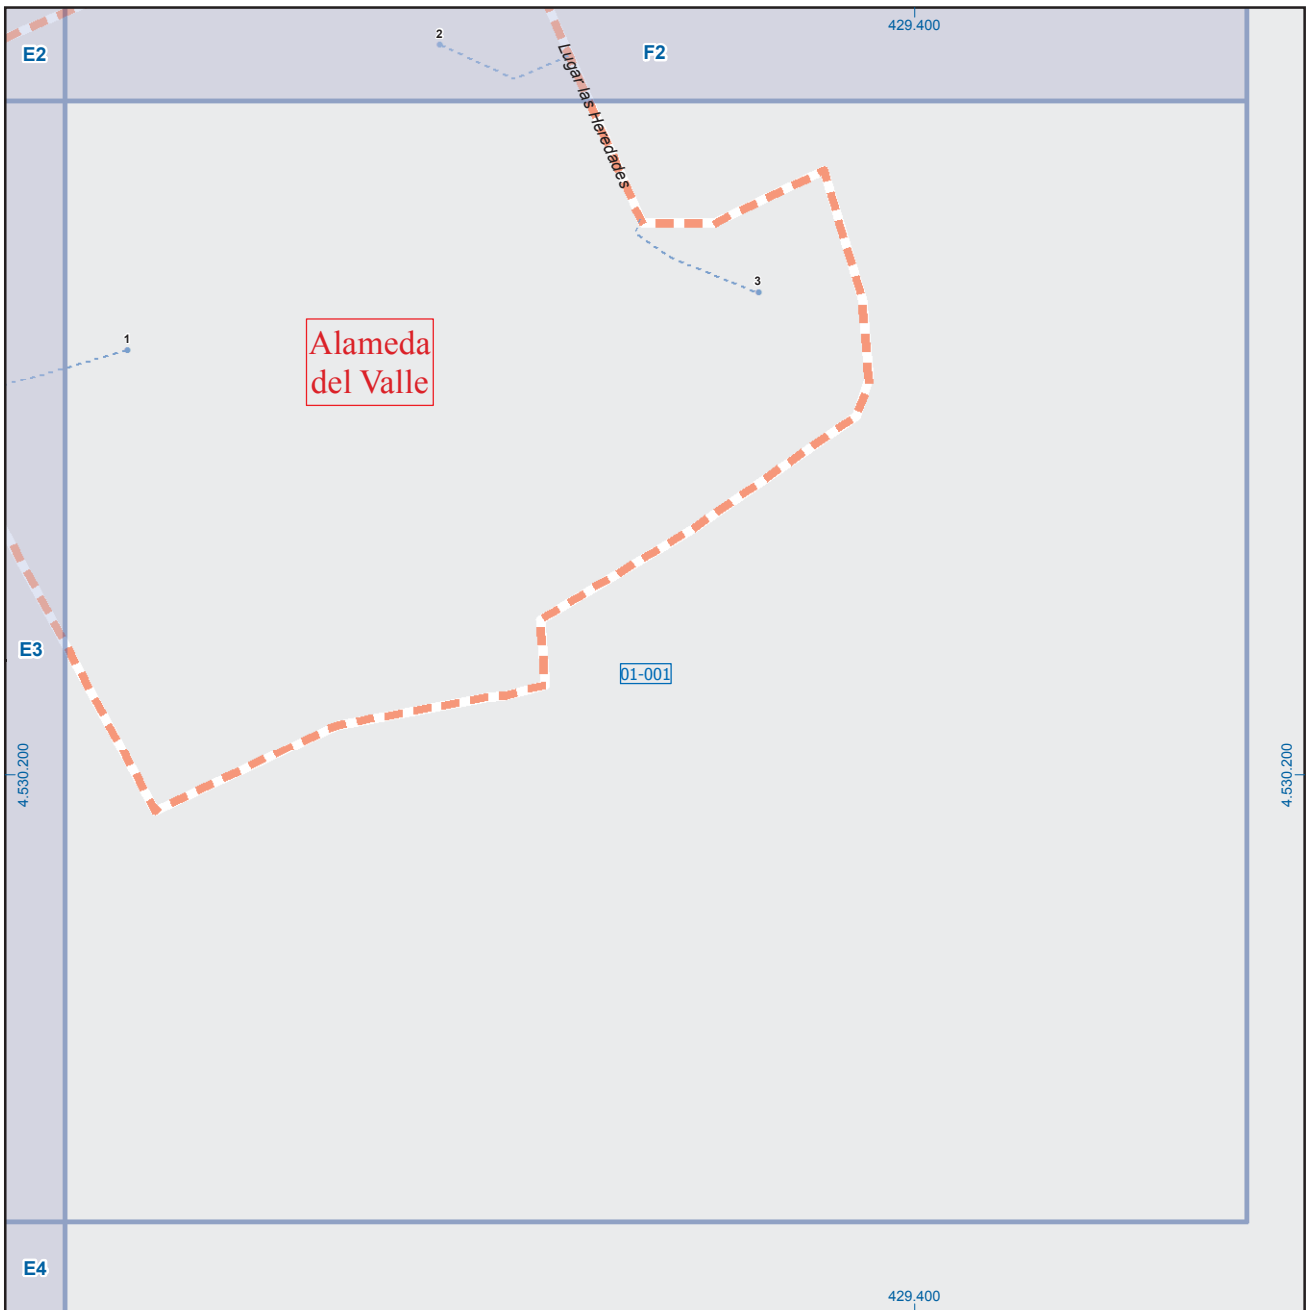 429.400
E2
2
F2
Lugar las Heredades
3
1
Alameda
del Valle
E3
01-001
4.530.200
4.530.200
E4
429.400